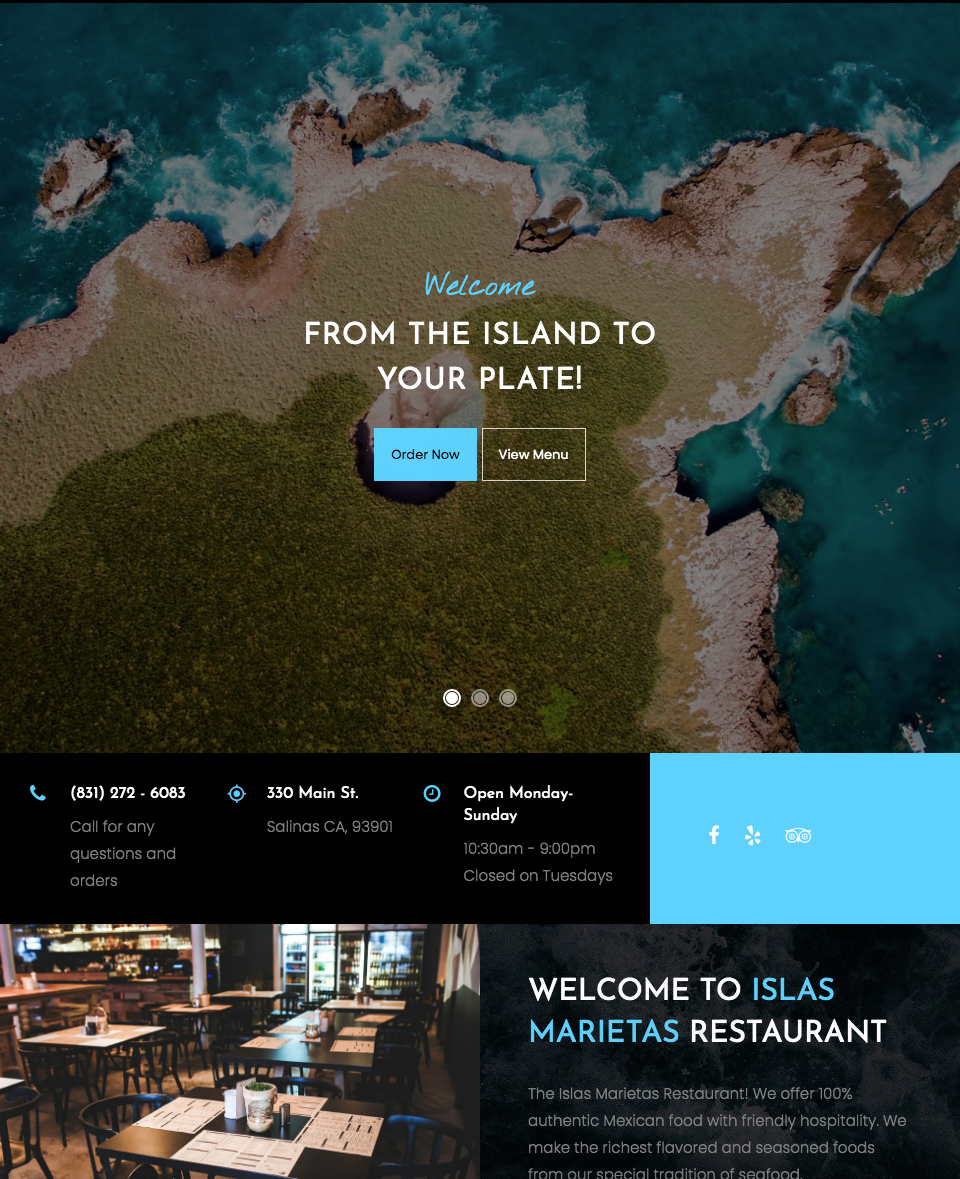 Welcome
FROM THE ISLAND TO
YOUR PLATE!
Order Now
View Menu
(831) 272 - 6083
Call for any
questions and
orders
330 Main St.
Salinas CA, 93901
Open Monday-
Sunday
10:30am - 9:00pm
Closed on Tuesdays
WELCOME TO ISLAS
MARIETAS RESTAURANT
The Islas Marietas Restaurant! We offer 100%
authentic Mexican food with friendly hospitality. We
make the richest flavored and seasoned foods
from our special tradition of seafood.